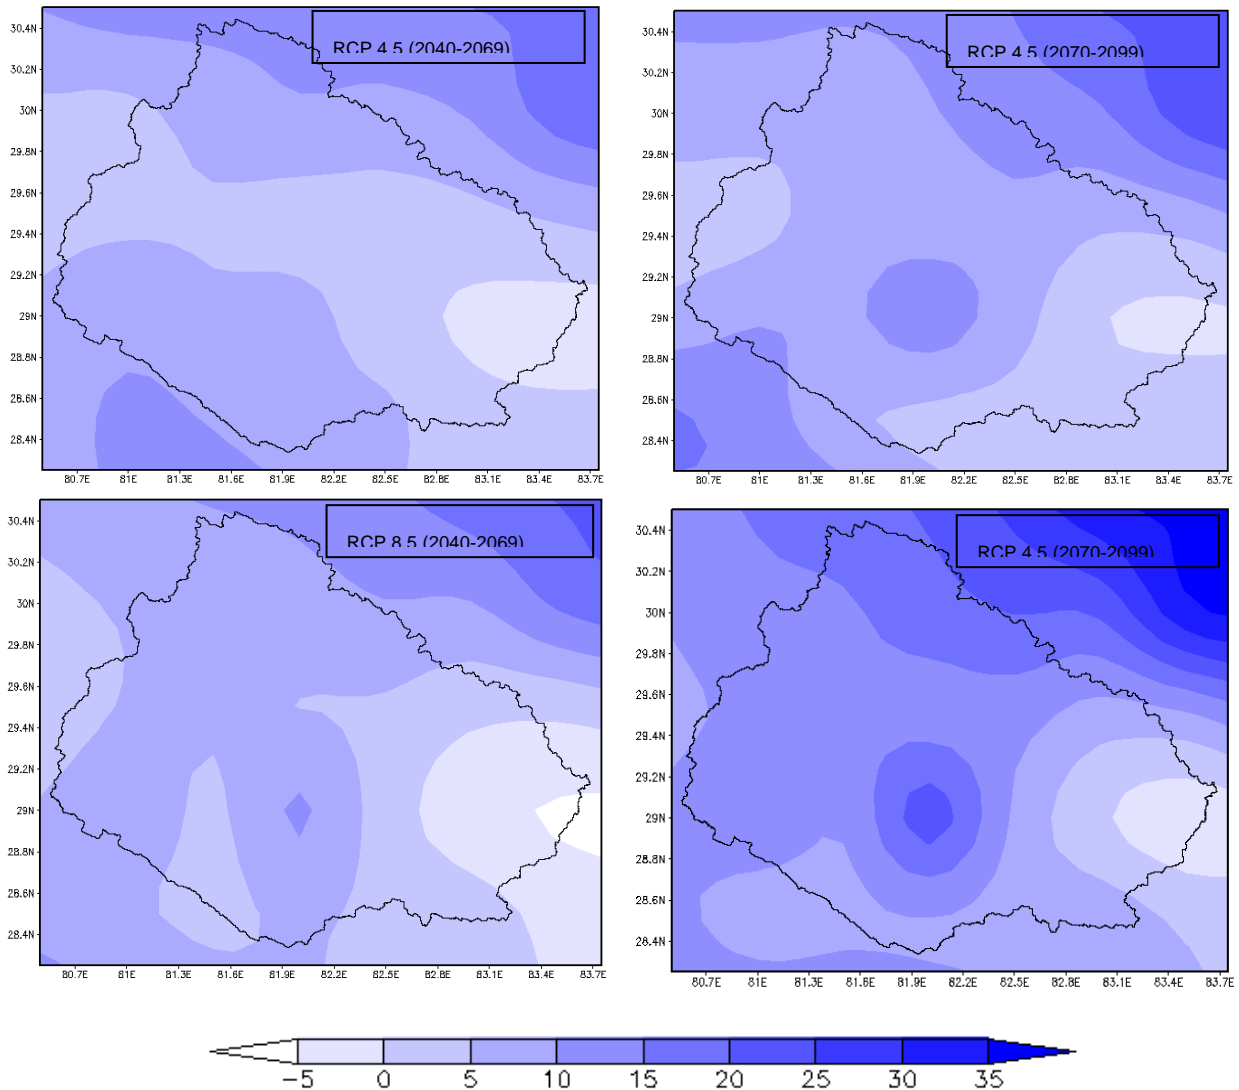 30.4N
RCP 4.5 (2040-2069)
30.2N
30N
29.8N
29.6N
29.4N
29.2N
29N
28.8N
28.6N
28.4N
80.7E 81E 81.3E 81.6E 81.9E 82.2E 82.5E 82.8E 83.1E 83.4E 83.7E
30.4N
RCP 4.5 (2070-2099)
30.2N
30N
29.8N
29.6N
29.4N
29.2N
29N
28.8N
28.6N
28.4N
80.7E 81E 81.3E 81.6E 81.9E 82.2E 82.5E 82.8E 83.1E 83.4E 83.7E
30.4N
RCP 8.5 (2040-2069)
30.2N
30N
29.8N
29.6N
29.4N
29.2N
29N
28.8N
28.6N
28.4N
80.7E 81E 81.3E 81.6E 81.9E 82.2E 82.5E 82.8E 83.1E 83.4E 83.7E
30.4N
RCP 4.5 (2070-2099)
30.2N
30N
29.8N
29.6N
29.4N
29.2N
29N
28.8N
28.6N
28.4N
80.7E 81E 81.3E 81.6E 81.9E 82.2E 82.5E 82.8E 83.1E 83.4E 83.7E
-5 0 5 10 15 20 25 30 35